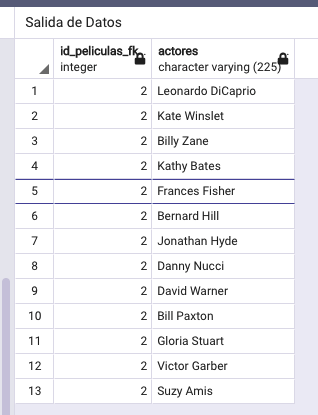 Salida de Datos
id_peliculas_fk actores
integer character varying (225)
1 2 Leonardo DiCaprio
2 2 Kate Winslet
3 2 Billy Zane
4 2 Kathy Bates
5 2 Frances Fisher
6 2 Bernard Hill
7 2 Jonathan Hyde
8 2 Danny Nucci
9 2 David Warner
10 2 Bill Paxton
11 2 Gloria Stuart
12 2 Victor Garber
13 2 Suzy Amis